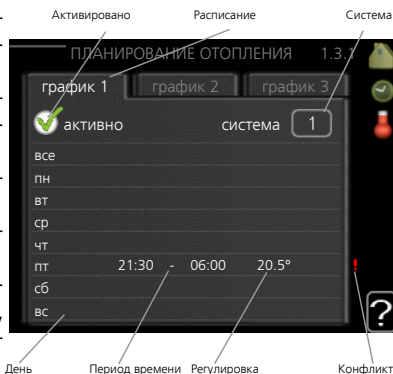 Активировано Расписание Система
ПЛАНИРОВАНИЕ ОТОПЛЕНИЯ 1.3.1
график 1 график 2 график 3
активно система 1
все
пн
вт
ср
чт
пт 21:30 - 06:00 20.5° !
сб
вс
?
День Период времени Регулировка Конфликт